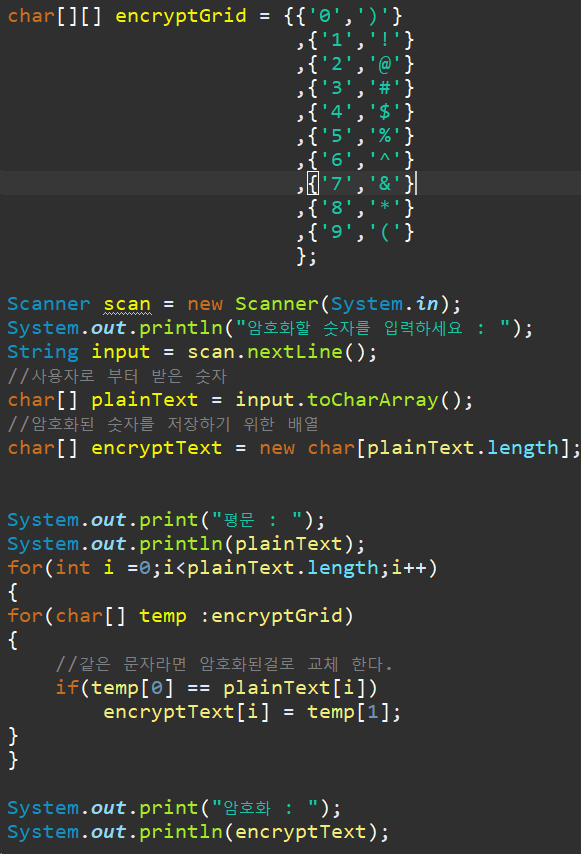 char[][] encryptGrid = {{'0',')'}
,{'1','!'}
,{'2','@'}
,{'3','#'}
,{'4','$'}
,{'5','%'}
,{'6','^'}
,{'7','&'}
,{'8','*'}
,{'9','('}
};
Scanner scan = new Scanner(System.in);
System.out.println("암호화할 숫자를 입력하세요 : ");
String input = scan.nextLine();
//사용자로 부터 받은 숫자
char[] plainText = input.toCharArray();
//암호화된 숫자를 저장하기 위한 배열
char[] encryptText = new char[plainText.length];
System.out.print("평문 : ");
System.out.println(plainText);
for(int i =0;i<plainText.length;i++)
{
for(char[] temp :encryptGrid)
{
//같은 문자라면 암호화된걸로 교체 한다.
if(temp[0] == plainText[i])
encryptText[i] = temp[1];
}
}
System.out.print("암호화 : ");
System.out.println(encryptText);